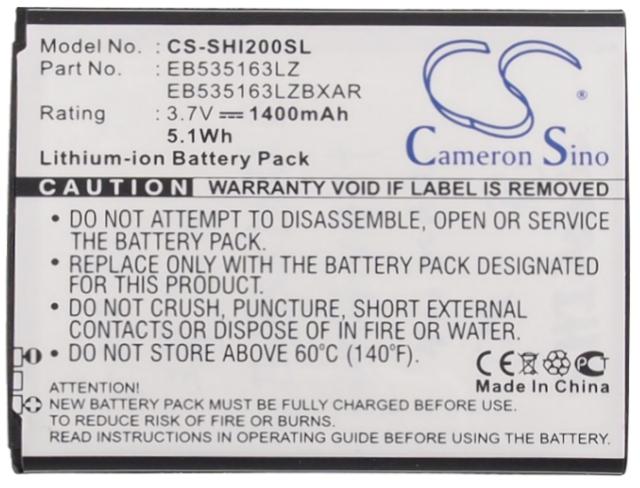 Model No. : CS-SHI200SL
Part No. : EB535163LZ
EB535163LZBXAR
Rating : 3.7V 1400mAh
5.1Wh
Lithium-ion Battery Pack
CS
®
Cameron Sino
CAUTION WARRANTY VOID IF LABEL IS REMOVED
• DO NOT ATTEMPT TO DISASSEMBLE, OPEN OR SERVICE
THE BATTERY PACK.
• REPLACE ONLY WITH THE BATTERY PACK DESIGNATED
FOR THIS PRODUCT.
• DO NOT CRUSH, PUNCTURE, SHORT EXTERNAL
CONTACTS OR DISPOSE OF IN FIRE OR WATER.
• DO NOT STORE ABOVE 60°C (140°F).
CE PCT
Made In China
ATTENTION!
NEW BATTERY PACK MUST BE FULLY CHARGED BEFORE USE,
TO REDUCE RISK OF FIRE OR BURNS.
READ INSTRUCTIONS IN OPERATING GUIDE BEFORE USING BATTERY PACK.